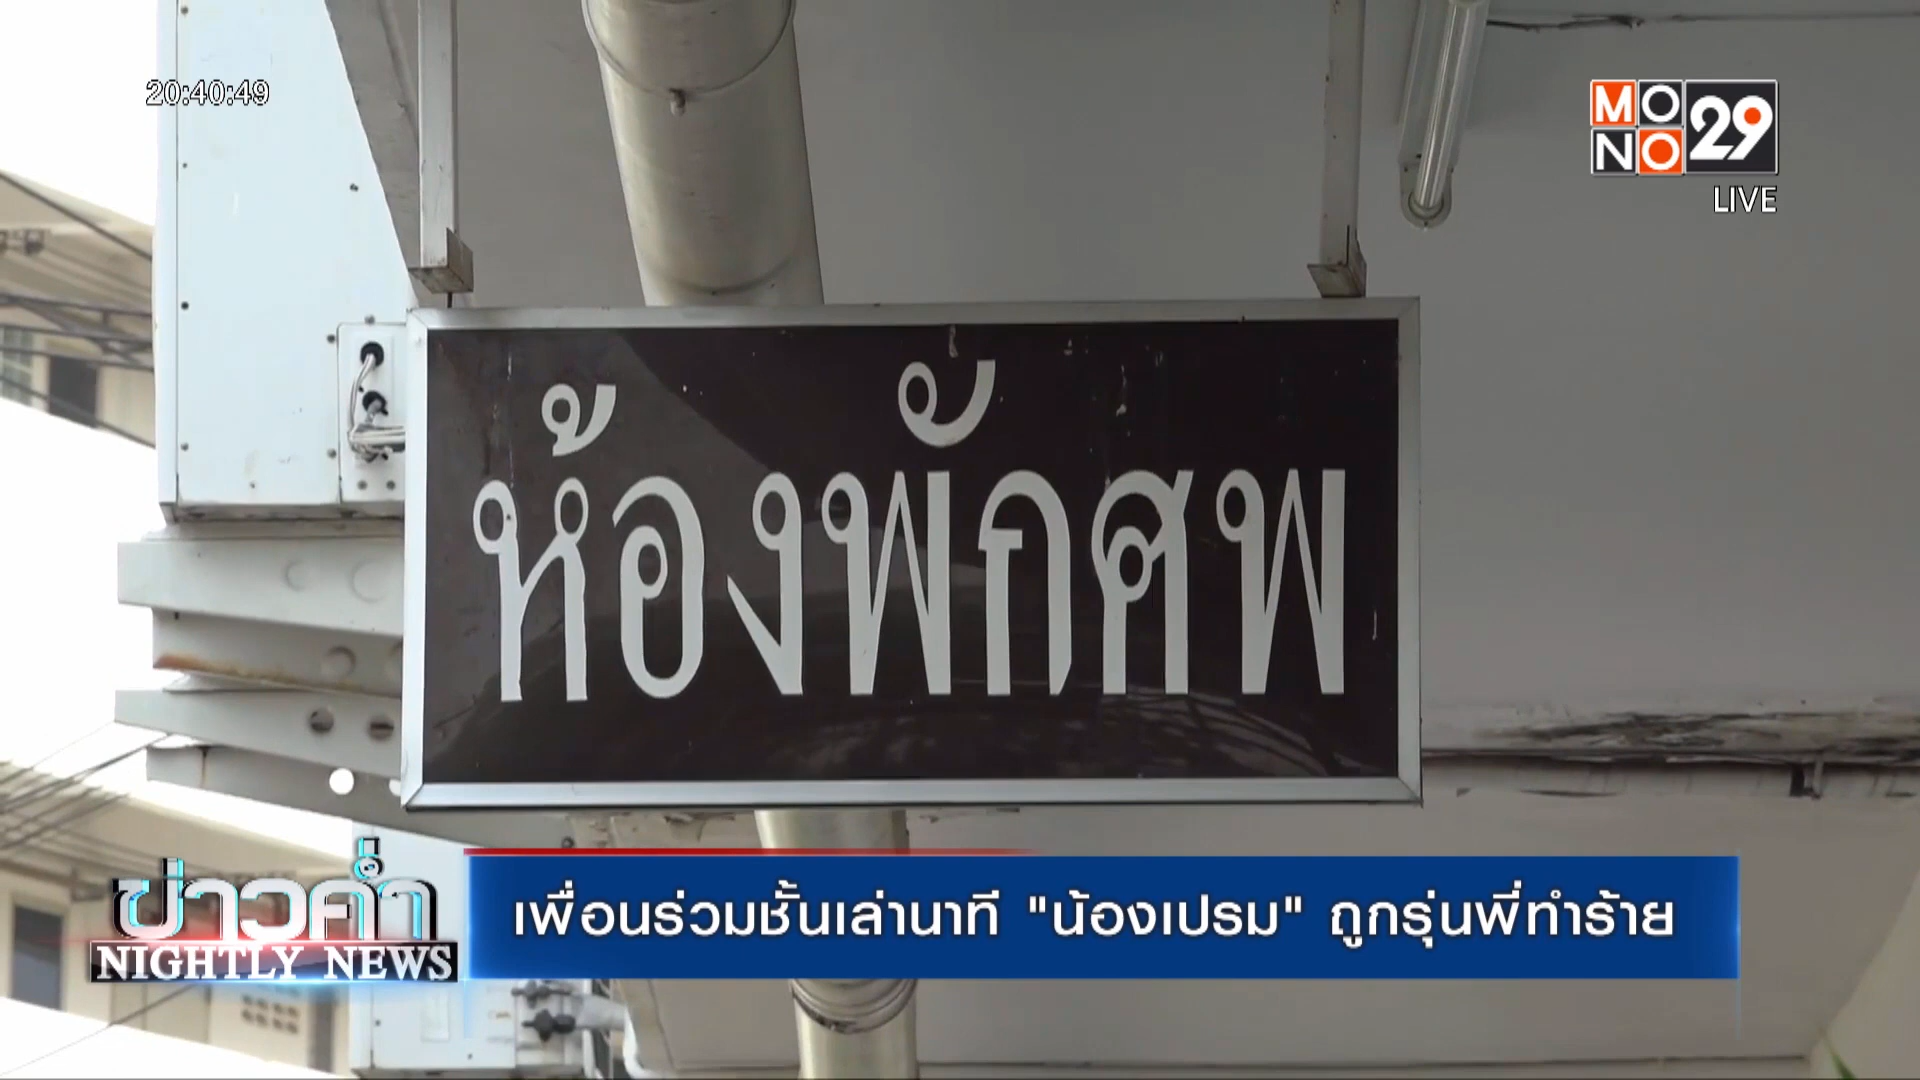 20:40:49
MONO 29
LIVE
ห้องพักศพ
ข่าวค่ำ
NIGHTLY NEWS
เพื่อนร่วมชั้นเล่านาที "น้องเปรม" ถูกรุ่นพี่ทำร้าย